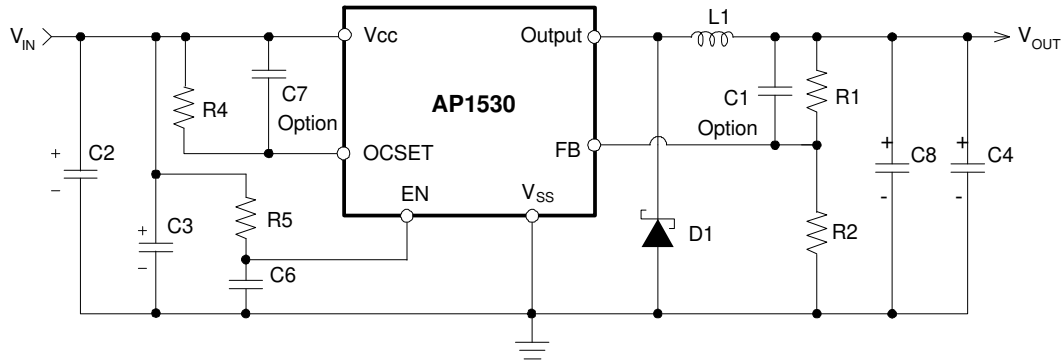 VIN
Vcc
Output
L1
VOUT
C7
Option
R4
AP1530
C1
Option
R1
C2
+
−
OCSET
FB
+
C8
-
+
C4
-
EN
VSS
R5
+
C3
−
C6
D1
R2